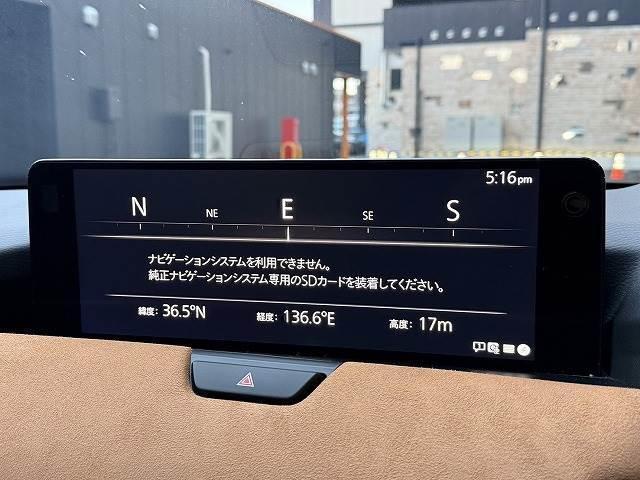 5:16pm
N NE E SE S
ナビゲーションシステムを利用できません。
純正ナビゲーションシステム専用のSDカードを装着してください。
緯度: 36.5°N 経度: 136.6°E 高度: 17m